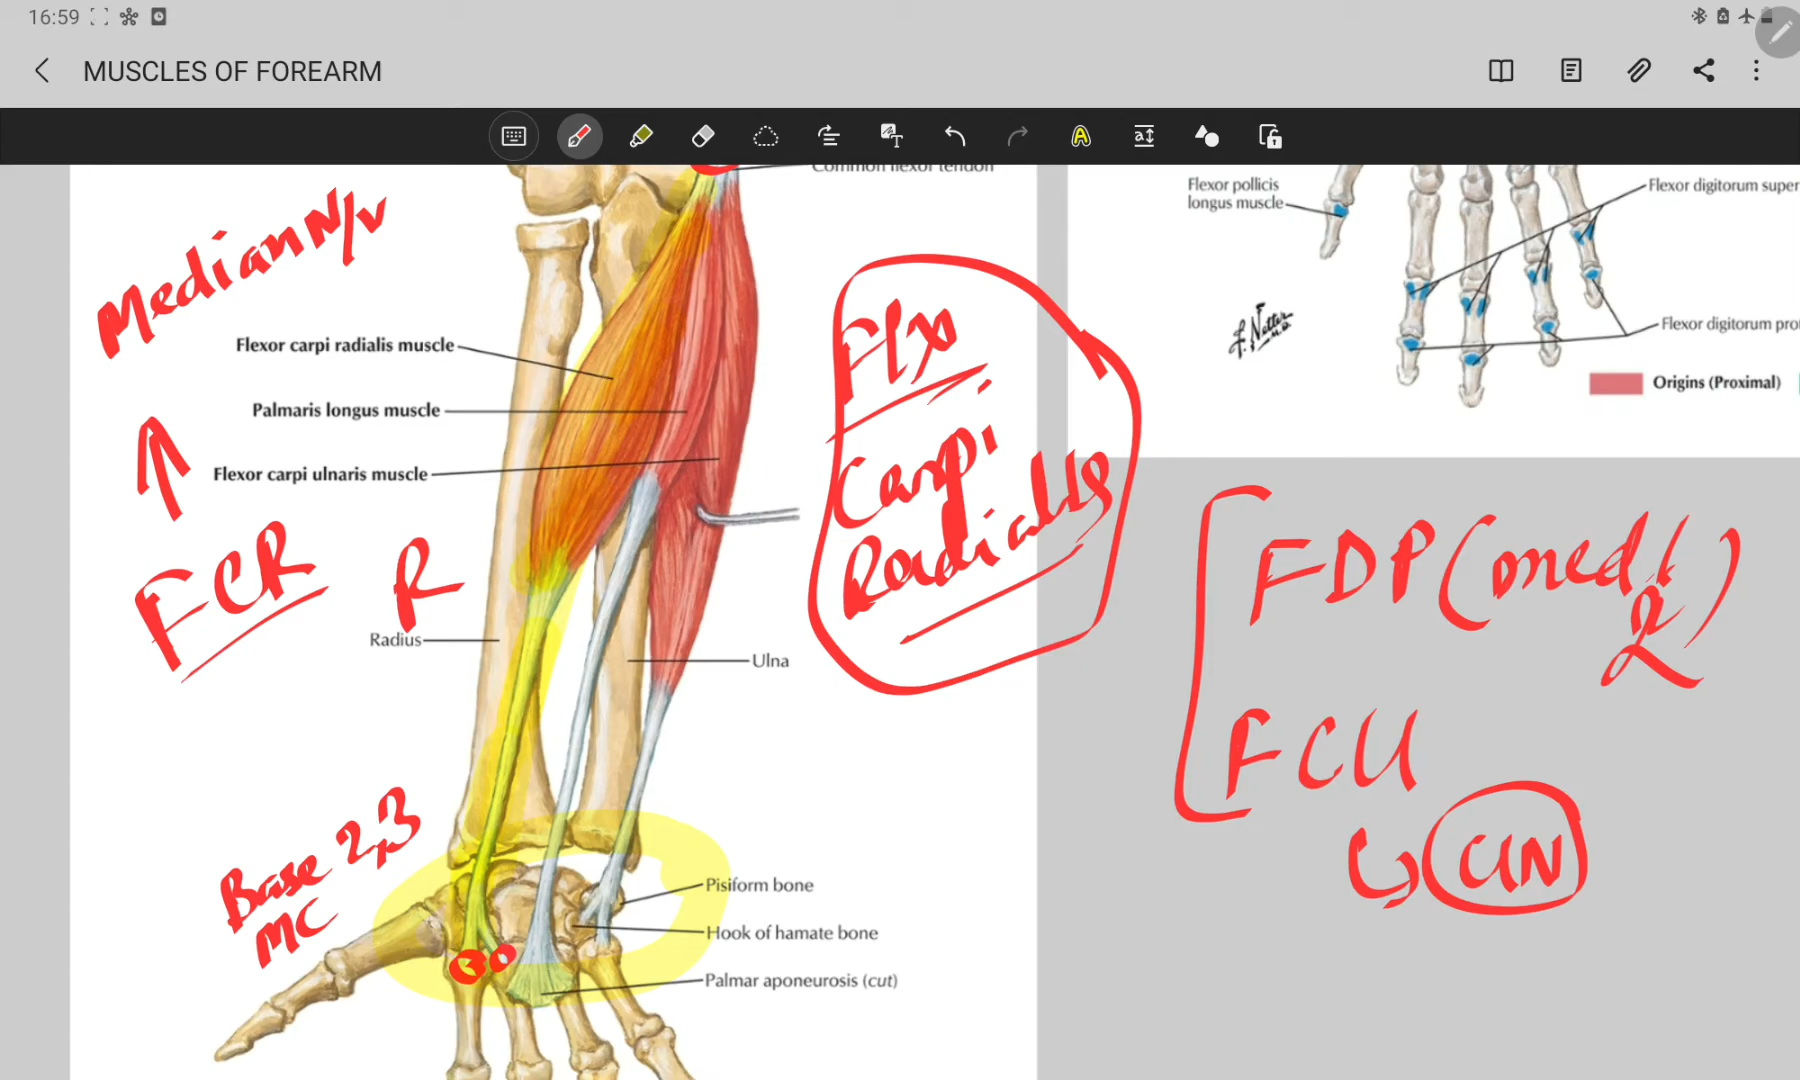 16:59
MUSCLES OF FOREARM
Common flexor tendon
Median N/v
Flexor carpi radialis muscle
Palmaris longus muscle
Flexor carpi ulnaris muscle
FCR
R
Radius
Ulna
Flx
Carpi
Radialis
Base 2,3
MC
Pisiform bone
Hook of hamate bone
Palmar aponeurosis (cut)
Flexor pollicis
longus muscle
Flexor digitorum super
Flexor digitorum pro
F. Netter
M.D.
Origins (Proximal)
FDP (med 1/2)
FCU
UN